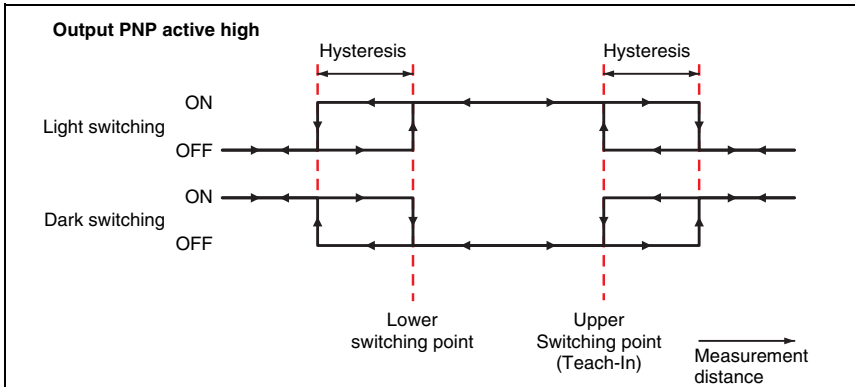 Output PNP active high
Hysteresis
Hysteresis
ON
Light switching
OFF
ON
Dark switching
OFF
Lower
switching point
Upper
Switching point
(Teach-In)
Measurement
distance